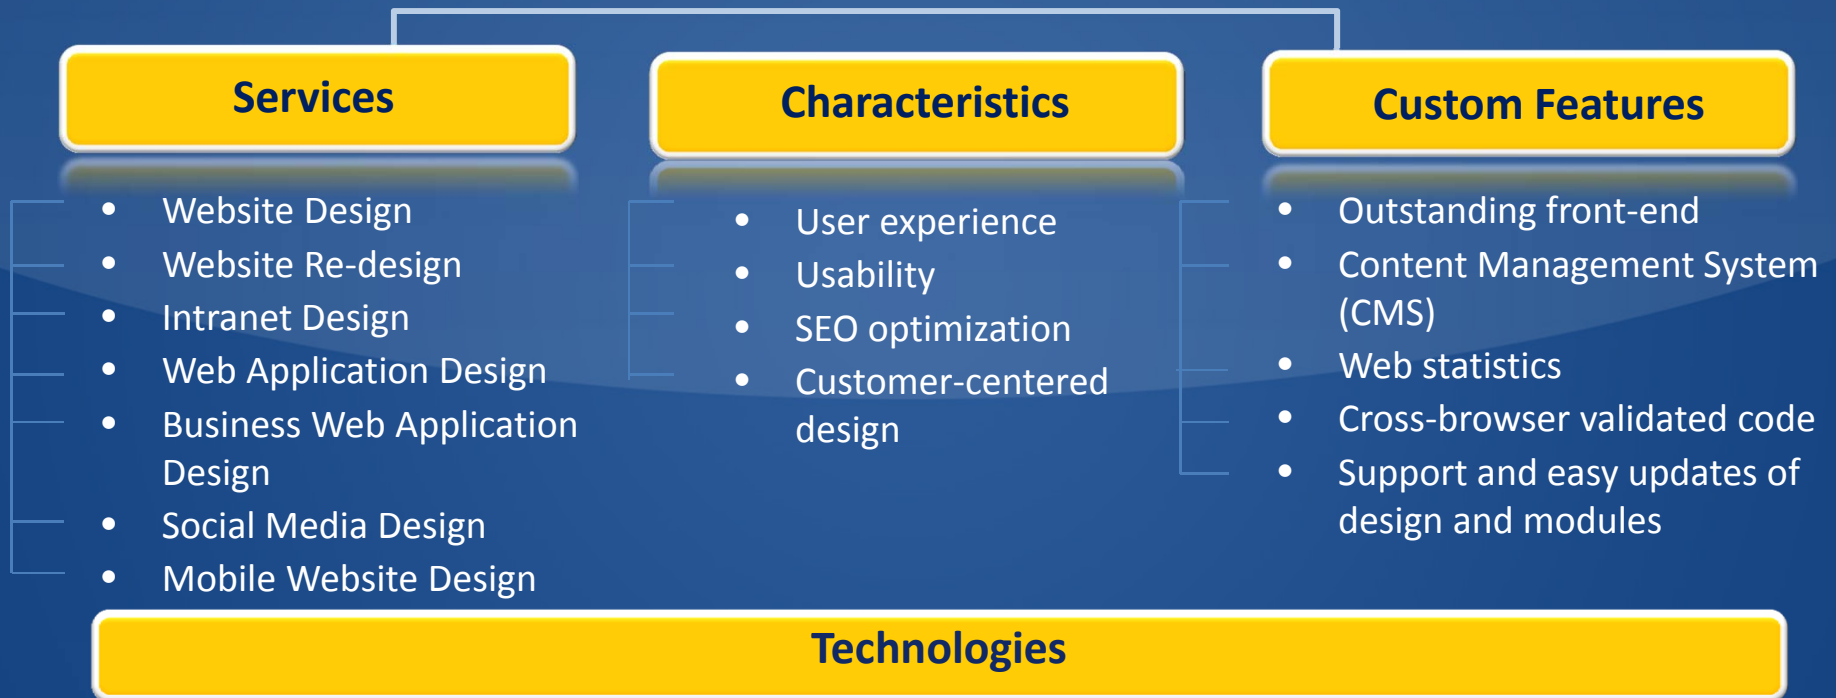 Services
• Website Design
• Website Re-design
• Intranet Design
• Web Application Design
• Business Web Application
Design
• Social Media Design
• Mobile Website Design
Characteristics
• User experience
• Usability
• SEO optimization
• Customer-centered
design
Custom Features
• Outstanding front-end
• Content Management System
(CMS)
• Web statistics
• Cross-browser validated code
• Support and easy updates of
design and modules
Technologies